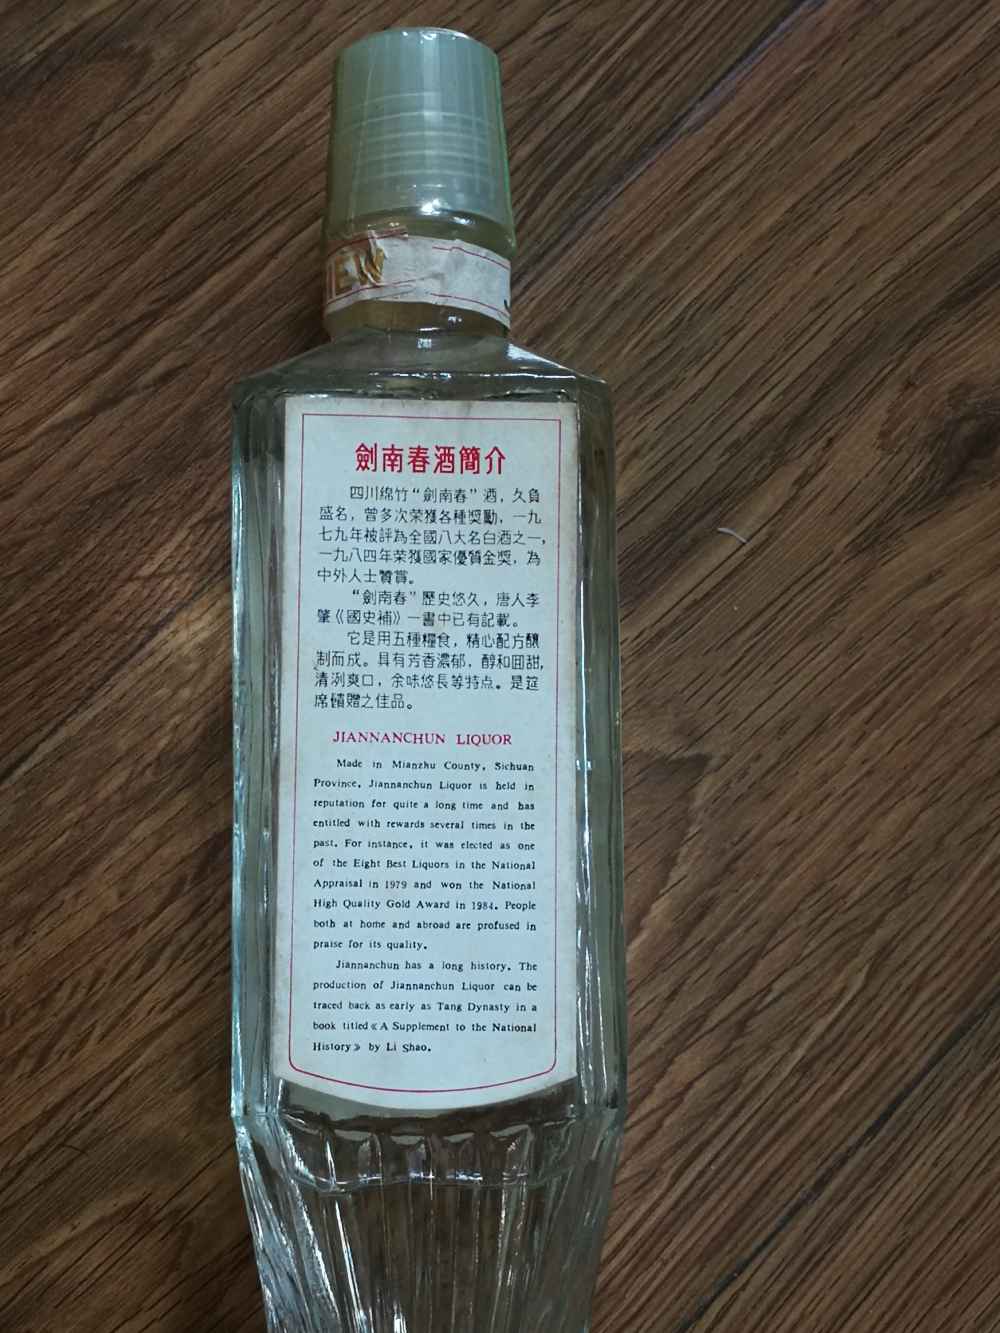 NEW
劍南春酒簡介
四川绵竹“劍南春”酒，久負
盛名，曾多次荣獲各種奬勵，一九
七九年被評為全國八大名白酒之一，
一九八四年荣獲國家優質金奬，為
中外人士贊賞。
“劍南春”歷史悠久，唐人李
肇《國史補》一書中已有記載。
它是用五種糧食，精心配方釀
制而成。具有芳香濃郁，醇和回甜，
清洌爽口，余味悠長等特点。是筵
席饋贈之佳品。
JIANNANCHUN LIQUOR
Made in Mianzhu County, Sichuan
Province, Jiannanchun Liquor is held in
reputation for quite a long time and has
entitled with rewards several times in the
past. For instance, it was elected as one
of the Eight Best Liquors in the National
Appraisal in 1979 and won the National
High Quality Gold Award in 1984. People
both at home and abroad are profused in
praise for its quality.
Jiannanchun has a long history. The
production of Jiannanchun Liquor can be
traced back as early as Tang Dynasty in a
book titled《A Supplement to the National
History》by Li Shao.